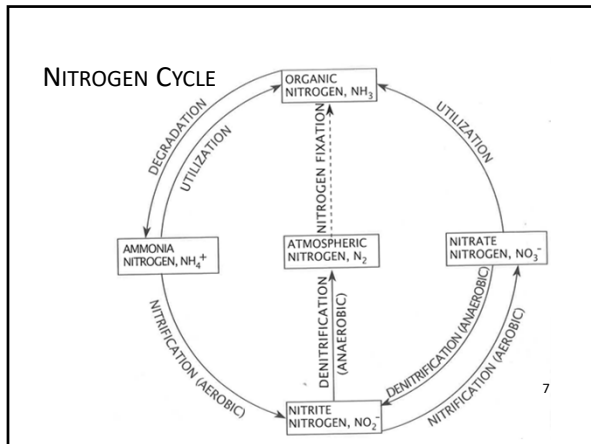 NITROGEN CYCLE
ORGANIC
NITROGEN, NH₃
DEGRADATION
UTILIZATION
NITROGEN FIXATION
UTILIZATION
AMMONIA
NITROGEN, NH₄⁺
ATMOSPHERIC
NITROGEN, N₂
NITRATE
NITROGEN, NO₃⁻
NITRIFICATION (AEROBIC)
DENITRIFICATION
(ANAEROBIC)
DENITRIFICATION (ANAEROBIC)
NITRIFICATION (AEROBIC)
NITRITE
NITROGEN, NO₂⁻
7